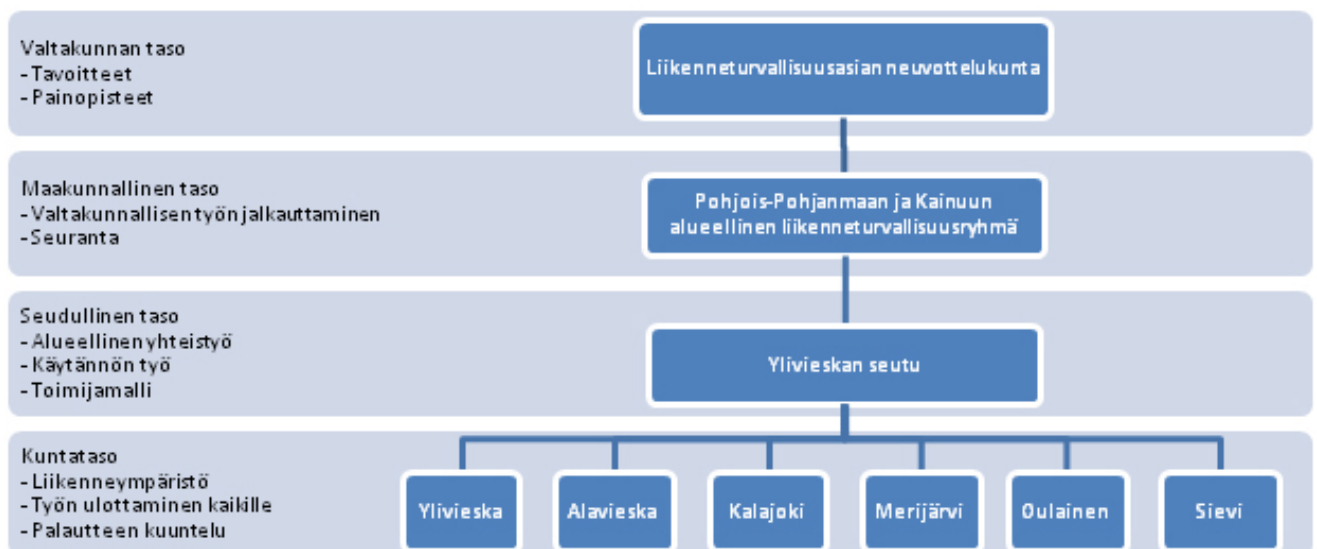 Valtakunnan taso
- Tavoitteet
- Painopisteet
Liikenneturvallisuusasian neuvottelukunta
Maakunnallinen taso
- Valtakunnallisen työn jalkauttaminen
- Seuranta
Pohjois-Pohjanmaan ja Kainuun
alueellinen liikenneturvallisuusryhmä
Seudullinen taso
- Alueellinen yhteistyö
- Käytännön työ
- Toimijamalli
Ylivieskan seutu
Kuntataso
- Liikenneympäristö
- Työn ulottaminen kaikille
- Palautteen kuuntelu
Ylivieska
Alavieska
Kalajoki
Merijärvi
Oulainen
Sievi